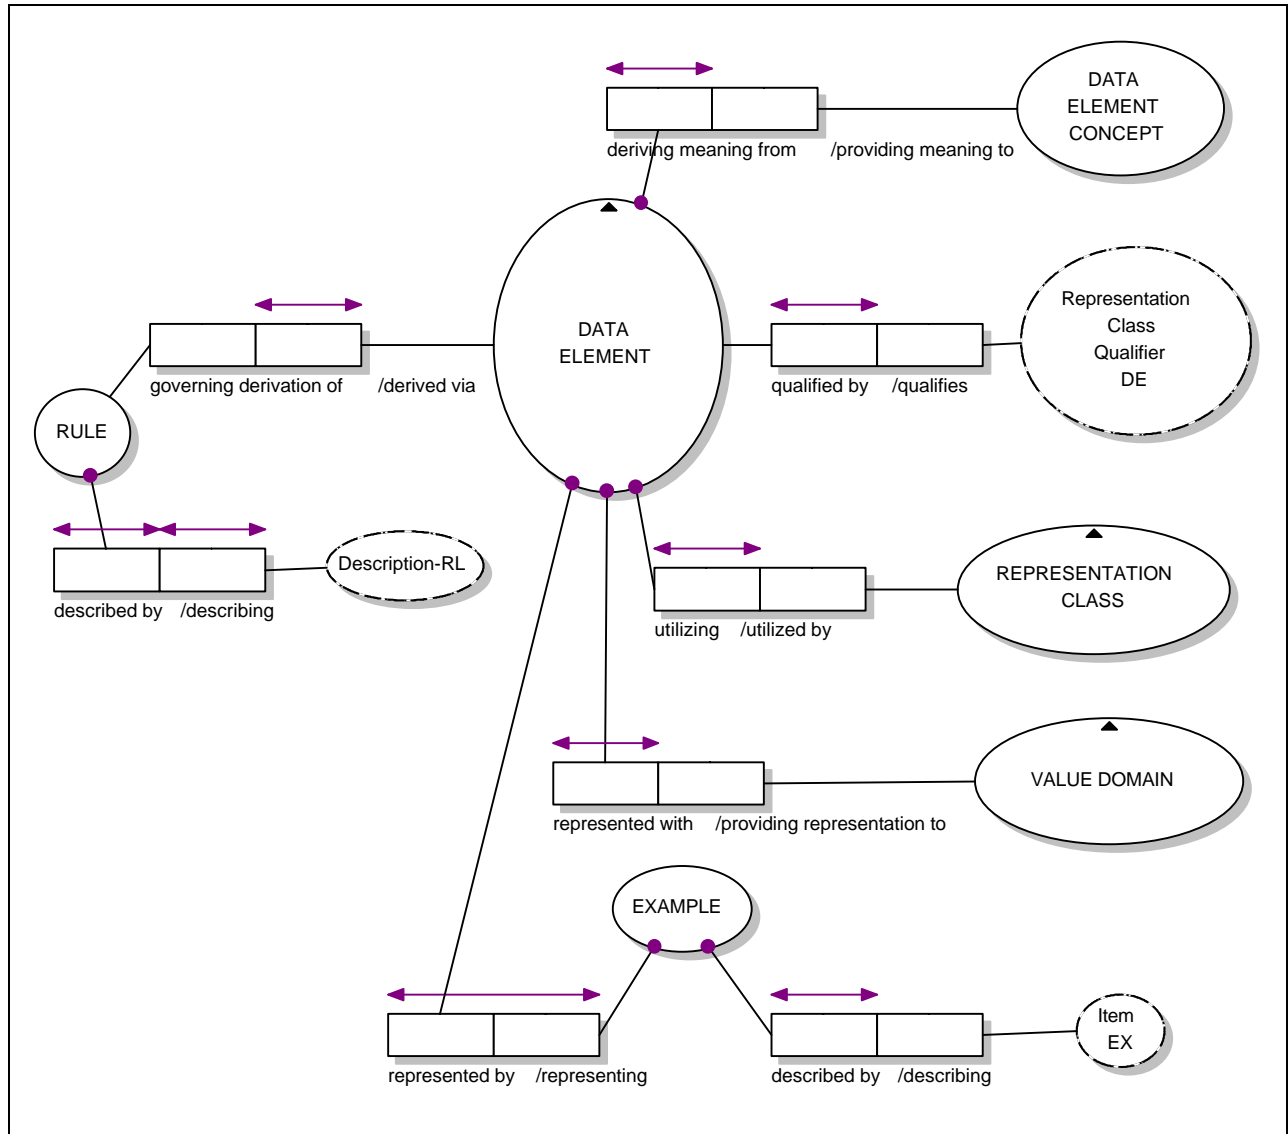 DATA
ELEMENT
CONCEPT
deriving meaning from /providing meaning to
Representation
Class
Qualifier
DE
DATA
ELEMENT
governing derivation of /derived via
qualified by /qualifies
RULE
Description-RL
described by /describing
REPRESENTATION
CLASS
utilizing /utilized by
VALUE DOMAIN
represented with /providing representation to
EXAMPLE
Item
EX
represented by /representing
described by /describing